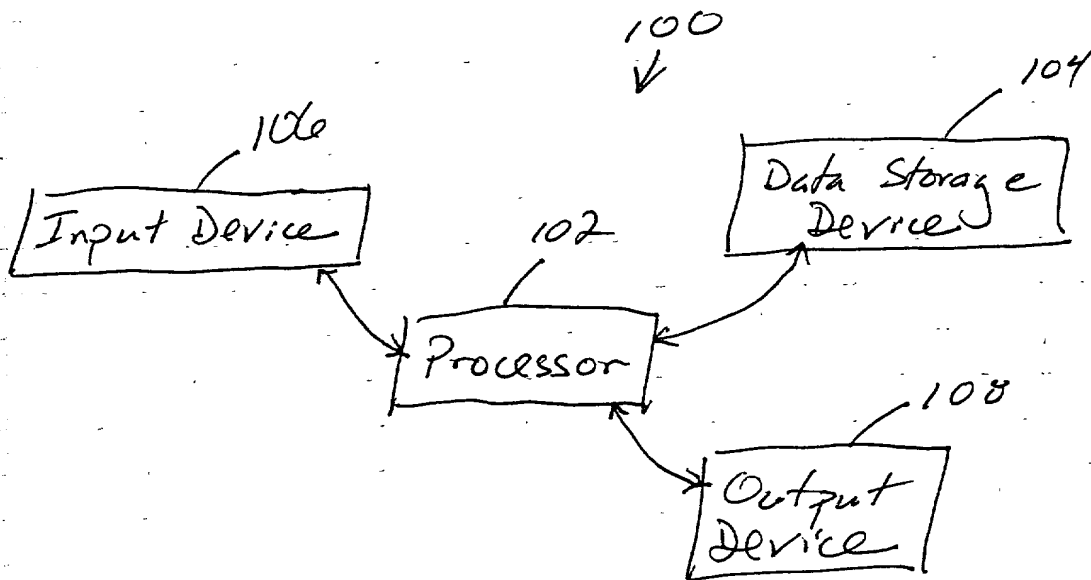 100
104
106
Data Storage
Device
Input Device
102
Processor
108
Output
Device